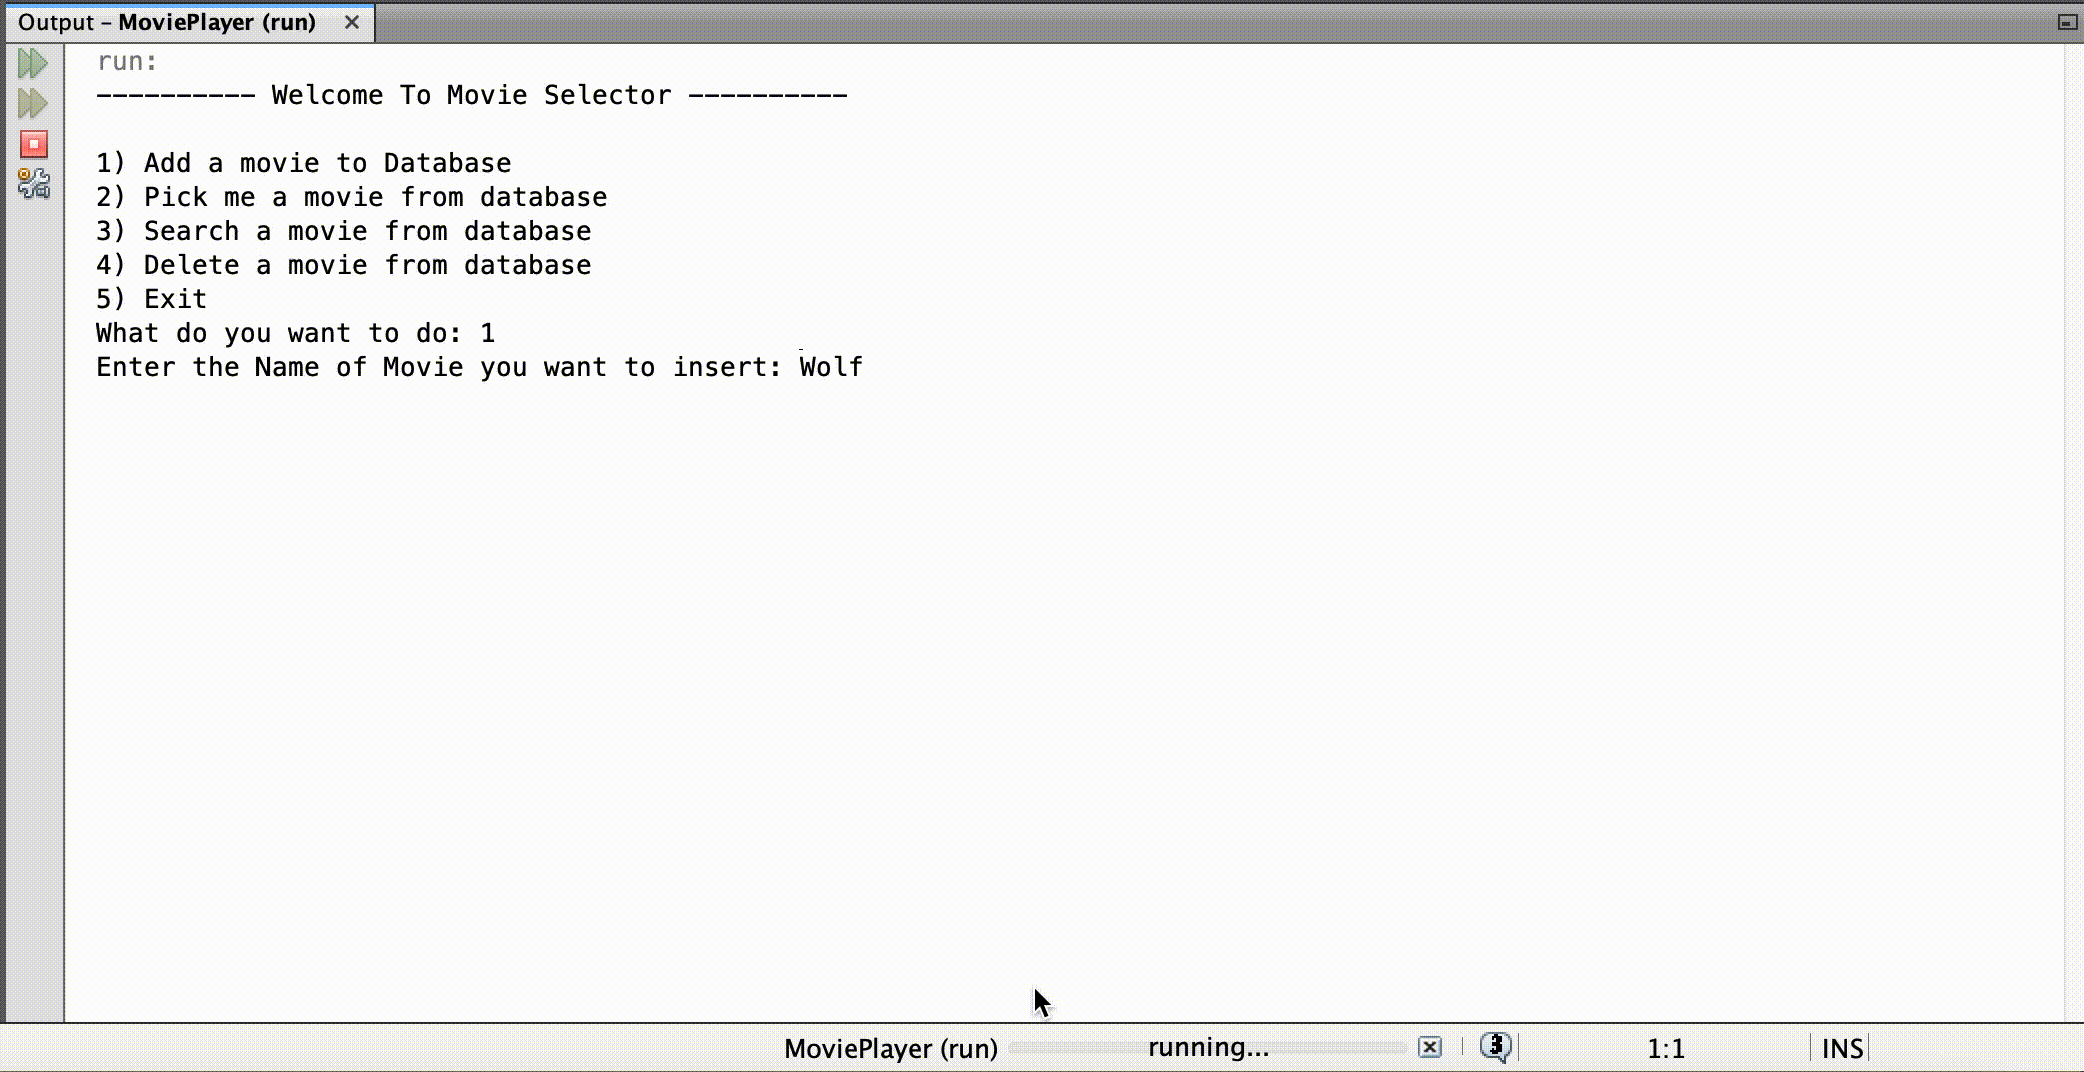 Output – MoviePlayer (run) ×
run:
---------- Welcome To Movie Selector ----------
1) Add a movie to Database
2) Pick me a movie from database
3) Search a movie from database
4) Delete a movie from database
5) Exit
What do you want to do: 1
Enter the Name of Movie you want to insert: Wolf
MoviePlayer (run) running... 3 1:1 INS